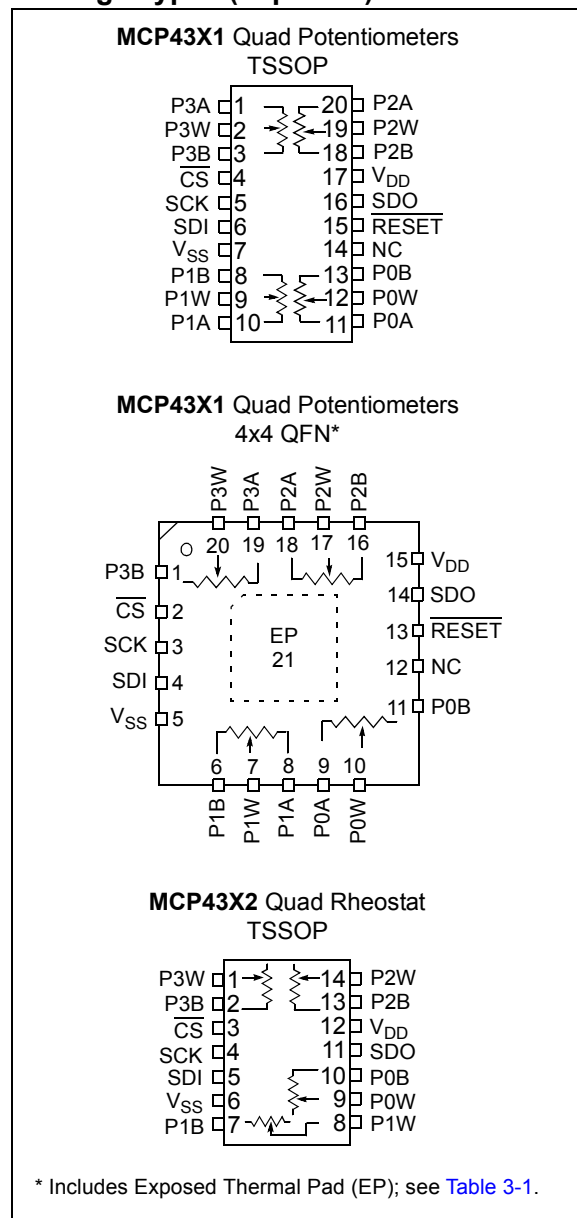 MCP43X1 Quad Potentiometers
TSSOP
P3A 1 20 P2A
P3W 2 19 P2W
P3B 3 18 P2B
CS 4 17 VDD
SCK 5 16 SDO
SDI 6 15 RESET
VSS 7 14 NC
P1B 8 13 P0B
P1W 9 12 P0W
P1A 10 11 P0A
MCP43X1 Quad Potentiometers
4x4 QFN*
P3W P3A P2A P2W P2B
20 19 18 17 16
P3B 1 15 VDD
CS 2 14 SDO
SCK 3 EP 13 RESET
21
SDI 4 12 NC
VSS 5 11 P0B
6 7 8 9 10
P1B P1W P1A P0A P0W
MCP43X2 Quad Rheostat
TSSOP
P3W 1 14 P2W
P3B 2 13 P2B
CS 3 12 VDD
SCK 4 11 SDO
SDI 5 10 P0B
VSS 6 9 P0W
P1B 7 8 P1W
* Includes Exposed Thermal Pad (EP); see Table 3-1.